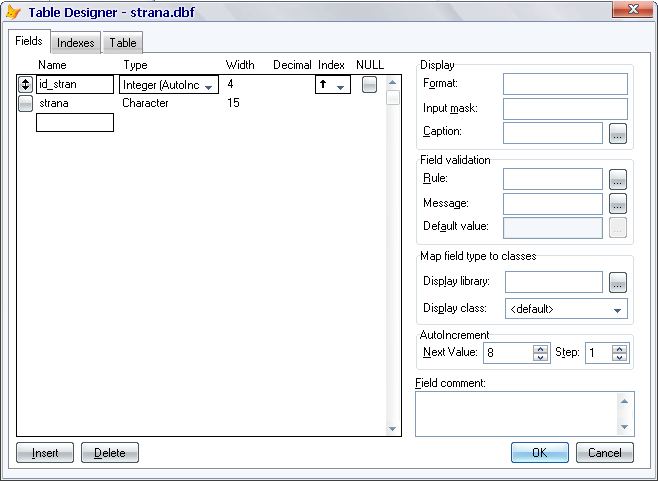 Table Designer - strana.dbf
Fields Indexes Table
Name Type Width Decimal Index NULL
id_stran Integer (AutoInc 4
strana Character 15
Display
Format:
Input mask:
Caption: ...
Field validation
Rule: ...
Message: ...
Default value: ...
Map field type to classes
Display library: ...
Display class: <default>
AutoIncrement
Next Value: 8 Step: 1
Field comment:
Insert Delete OK Cancel